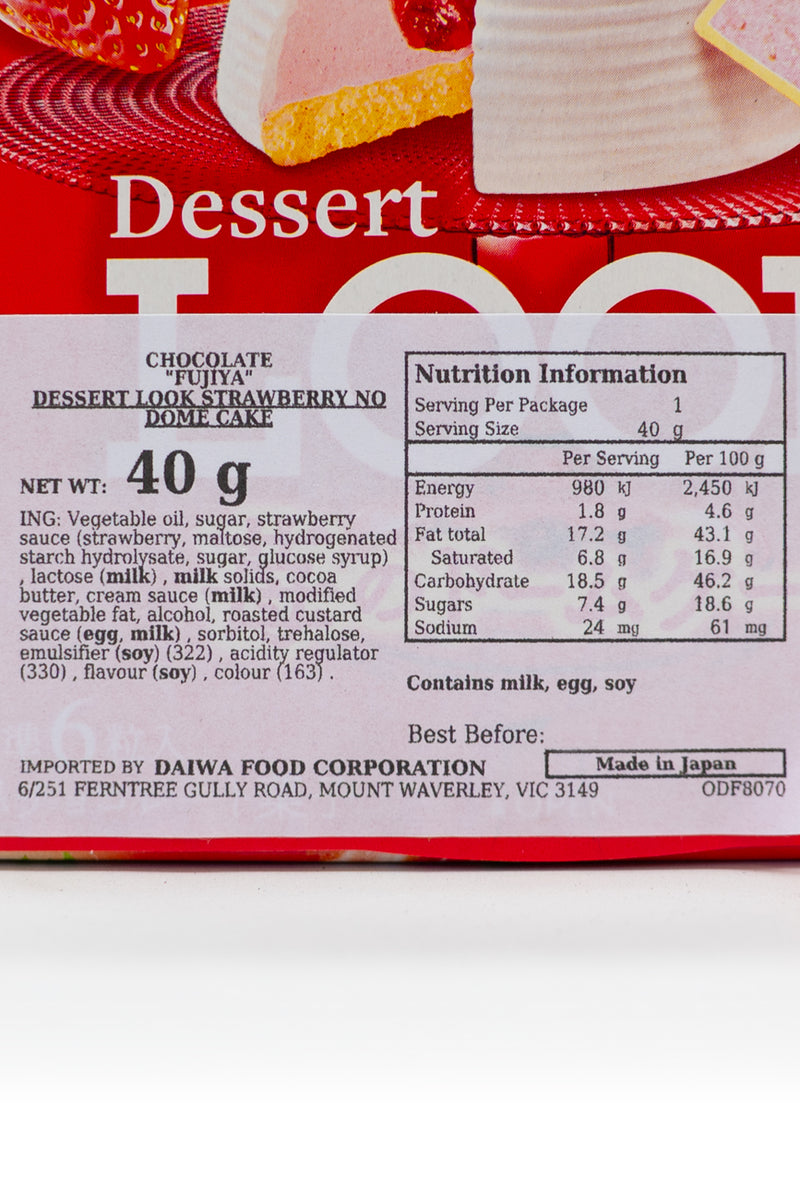 Dessert
LOOK
CHOCOLATE
"FUJIYA"
DESSERT LOOK STRAWBERRY NO
DOME CAKE
NET WT: 40 g
ING: Vegetable oil, sugar, strawberry
sauce (strawberry, maltose, hydrogenated
starch hydrolysate, sugar, glucose syrup)
, lactose (milk) , milk solids, cocoa
butter, cream sauce (milk) , modified
vegetable fat, alcohol, roasted custard
sauce (egg, milk) , sorbitol, trehalose,
emulsifier (soy) (322) , acidity regulator
(330) , flavour (soy) , colour (163) .
Nutrition Information
Serving Per Package 1
Serving Size 40 g
Per Serving Per 100 g
Energy 980 kJ 2,450 kJ
Protein 1.8 g 4.6 g
Fat total 17.2 g 43.1 g
Saturated 6.8 g 16.9 g
Carbohydrate 18.5 g 46.2 g
Sugars 7.4 g 18.6 g
Sodium 24 mg 61 mg
Contains milk, egg, soy
Best Before:
Made in Japan
IMPORTED BY DAIWA FOOD CORPORATION
6/251 FERNTREE GULLY ROAD, MOUNT WAVERLEY, VIC 3149 ODF8070